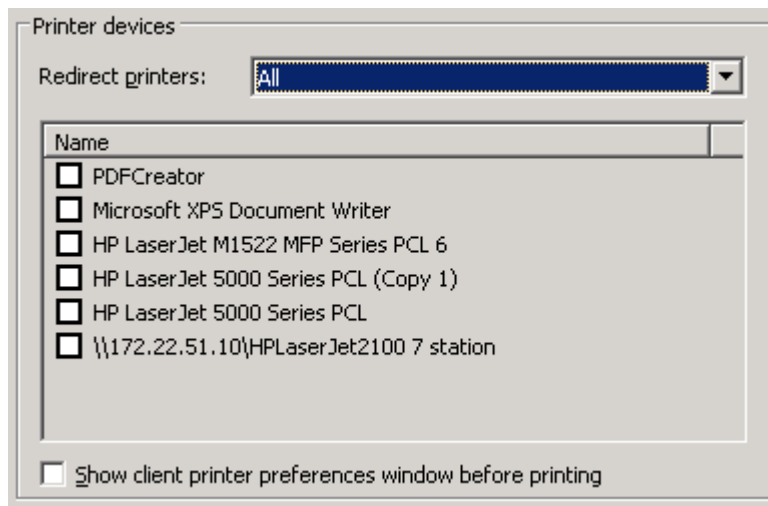 Printer devices
Redirect printers: All
Name
PDFCreator
Microsoft XPS Document Writer
HP LaserJet M1522 MFP Series PCL 6
HP LaserJet 5000 Series PCL (Copy 1)
HP LaserJet 5000 Series PCL
\\172.22.51.10\HPLaserJet2100 7 station
Show client printer preferences window before printing